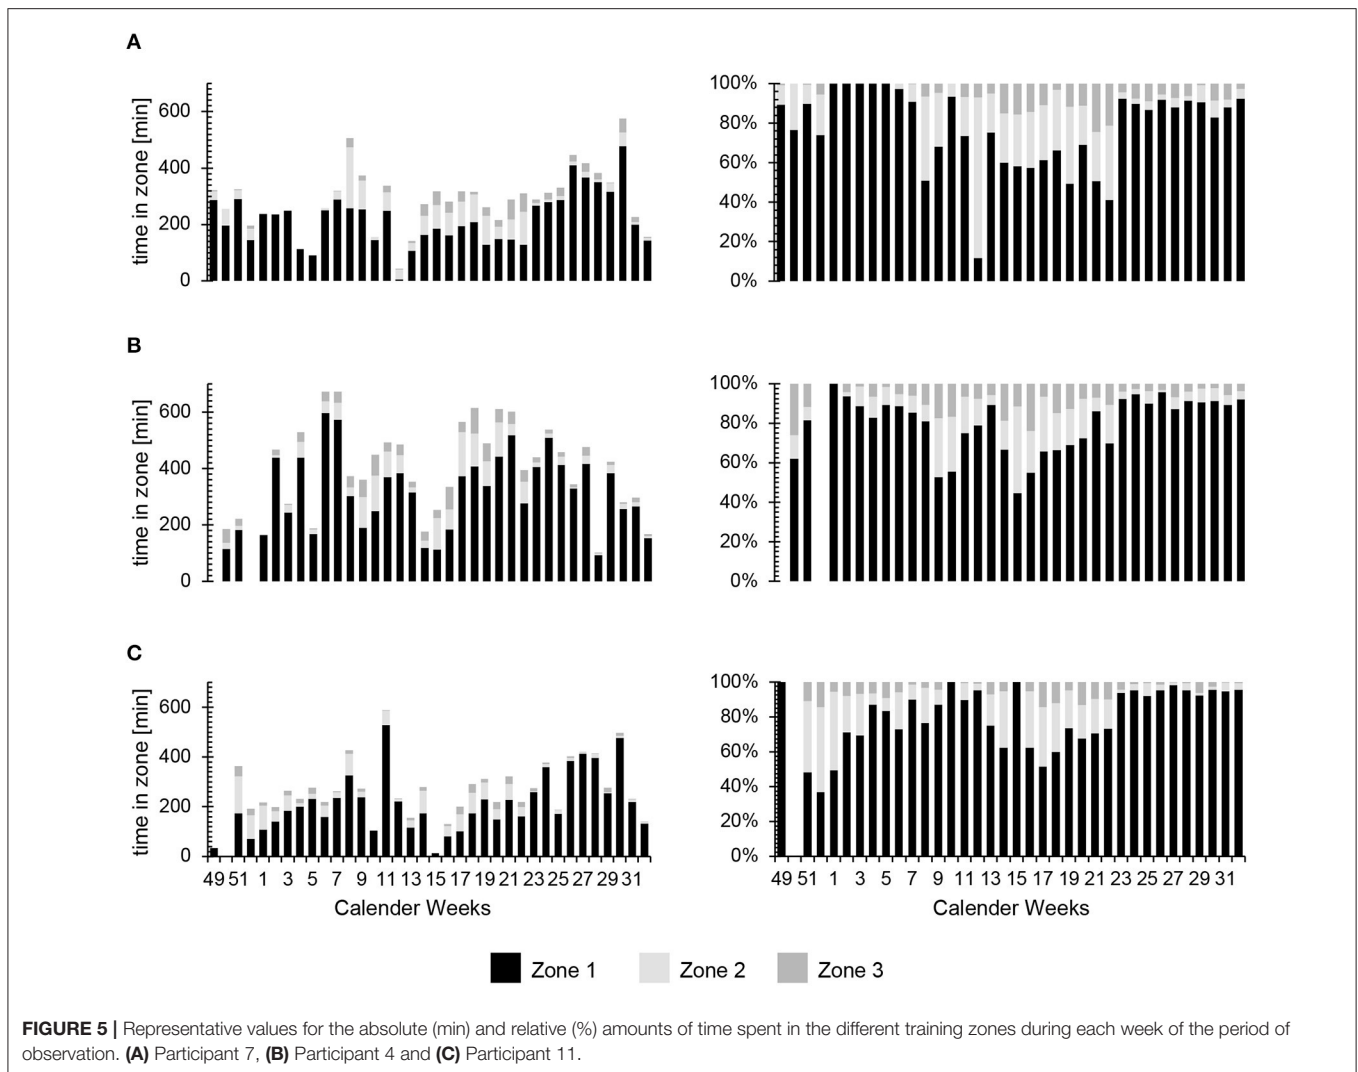 A
time in zone [min]
600
400
200
0
100%
80%
60%
40%
20%
0%
B
time in zone [min]
600
400
200
0
100%
80%
60%
40%
20%
0%
C
time in zone [min]
600
400
200
0
100%
80%
60%
40%
20%
0%
49 51 1 3 5 7 9 11 13 15 17 19 21 23 25 27 29 31
49 51 1 3 5 7 9 11 13 15 17 19 21 23 25 27 29 31
Calender Weeks
Calender Weeks
Zone 1 Zone 2 Zone 3
FIGURE 5 | Representative values for the absolute (min) and relative (%) amounts of time spent in the different training zones during each week of the period of
observation. (A) Participant 7, (B) Participant 4 and (C) Participant 11.